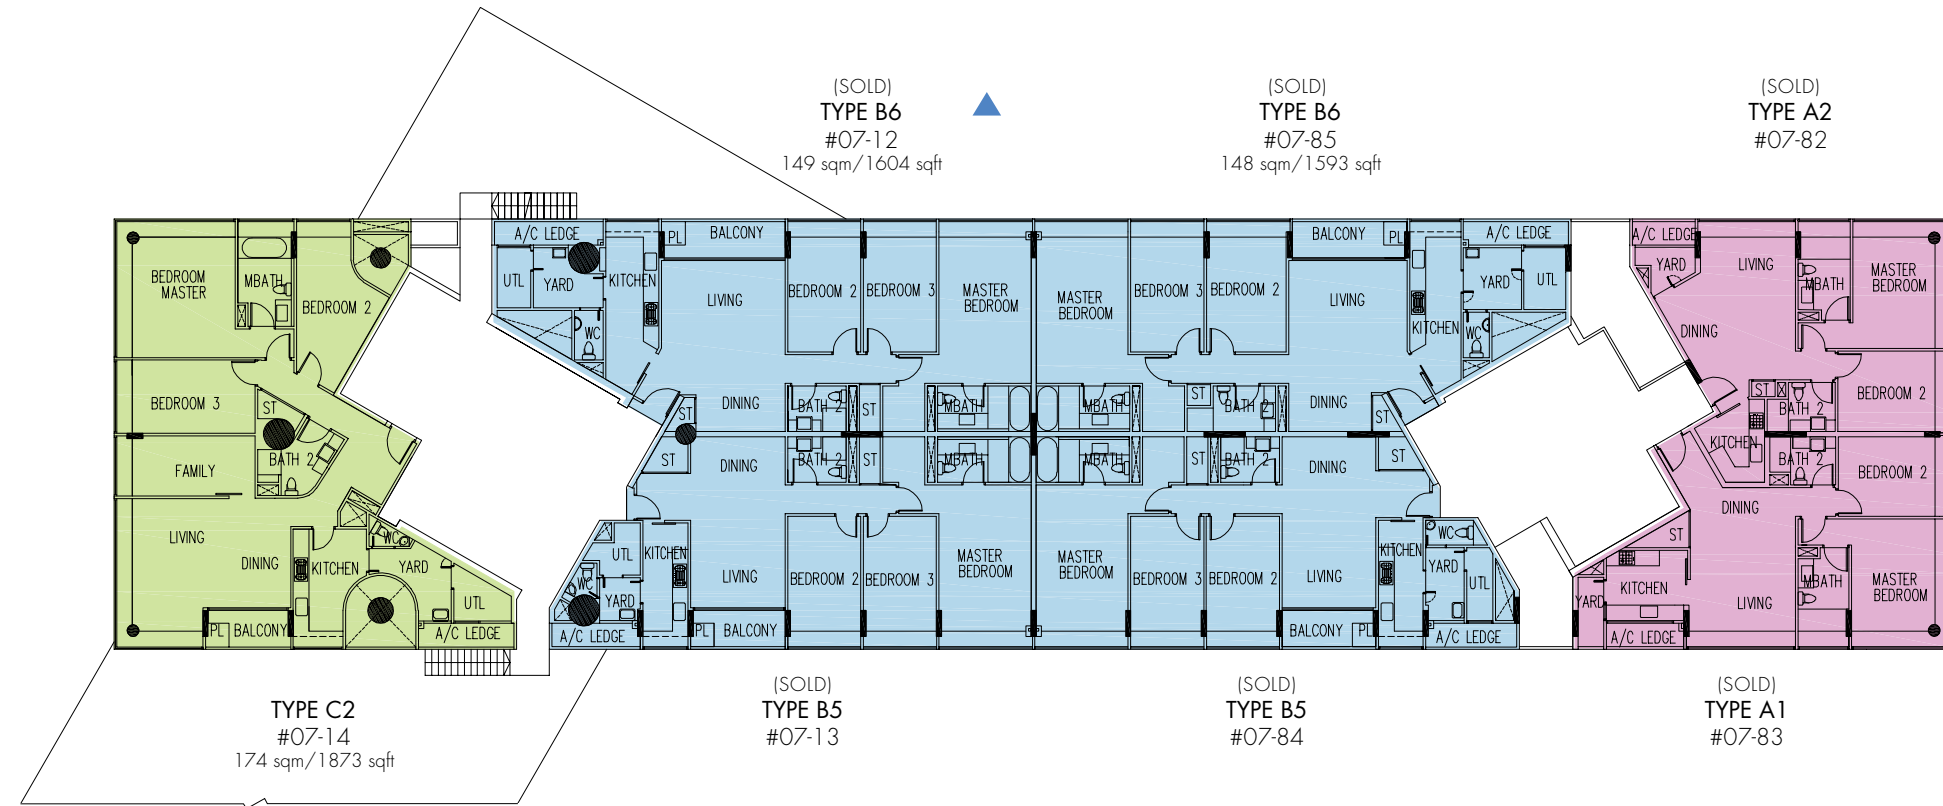 (SOLD)
TYPE B6
#07-12
149 sqm/1604 sqft
(SOLD)
TYPE B6
#07-85
148 sqm/1593 sqft
(SOLD)
TYPE A2
#07-82
BEDROOM
MASTER
MBATH
BEDROOM 2
BEDROOM 3
ST
BATH 2
FAMILY
LIVING
DINING
KITCHEN
WC
YARD
UTL
PL
BALCONY
A/C LEDGE
A/C LEDGE
UTL
YARD
KITCHEN
WC
PL
BALCONY
LIVING
BEDROOM 2
BEDROOM 3
MASTER
BEDROOM
DINING
ST
BATH 2
ST
MBATH
MASTER
BEDROOM
BEDROOM 3
BEDROOM 2
BALCONY
PL
LIVING
KITCHEN
A/C LEDGE
YARD
UTL
WC
MBATH
ST
BATH 2
DINING
ST
ST
DINING
BATH 2
ST
MBATH
UTL
KITCHEN
WC
YARD
LIVING
BEDROOM 2
BEDROOM 3
MASTER
BEDROOM
A/C LEDGE
PL
BALCONY
MBATH
ST
BATH 2
DINING
ST
MASTER
BEDROOM
BEDROOM 3
BEDROOM 2
LIVING
KITCHEN
WC
YARD
UTL
BALCONY
PL
A/C LEDGE
A/C LEDGE
YARD
LIVING
MBATH
MASTER
BEDROOM
DINING
ST
BATH 2
BEDROOM 2
KITCHEN
BATH 2
BEDROOM 2
DINING
ST
KITCHEN
YARD
LIVING
MBATH
MASTER
BEDROOM
A/C LEDGE
TYPE C2
#07-14
174 sqm/1873 sqft
(SOLD)
TYPE B5
#07-13
(SOLD)
TYPE B5
#07-84
(SOLD)
TYPE A1
#07-83